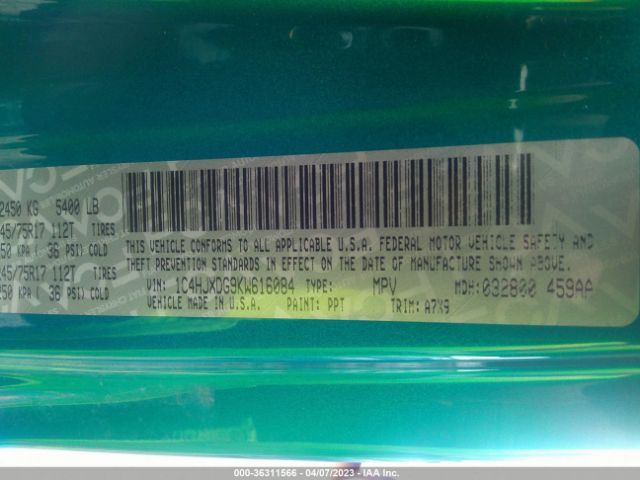 2450 KG 5400 LB
45/75R17 112T TIRES
50 KPA ( 36 PSI) COLD
45/75R17 112T TIRES
250 KPA ( 36 PSI) COLD
THIS VEHICLE CONFORMS TO ALL APPLICABLE U.S.A. FEDERAL MOTOR VEHICLE SAFETY AND
THEFT PREVENTION STANDARDS IN EFFECT ON THE DATE OF MANUFACTURE SHOWN ABOVE.
VIN: 1C4HJXDG9KW616084 TYPE: MPV MDH:032800 459AA
VEHICLE MADE IN U.S.A. PAINT: PPT TRIM: A7X9
000-36311566 - 04/07/2023 - IAA Inc.